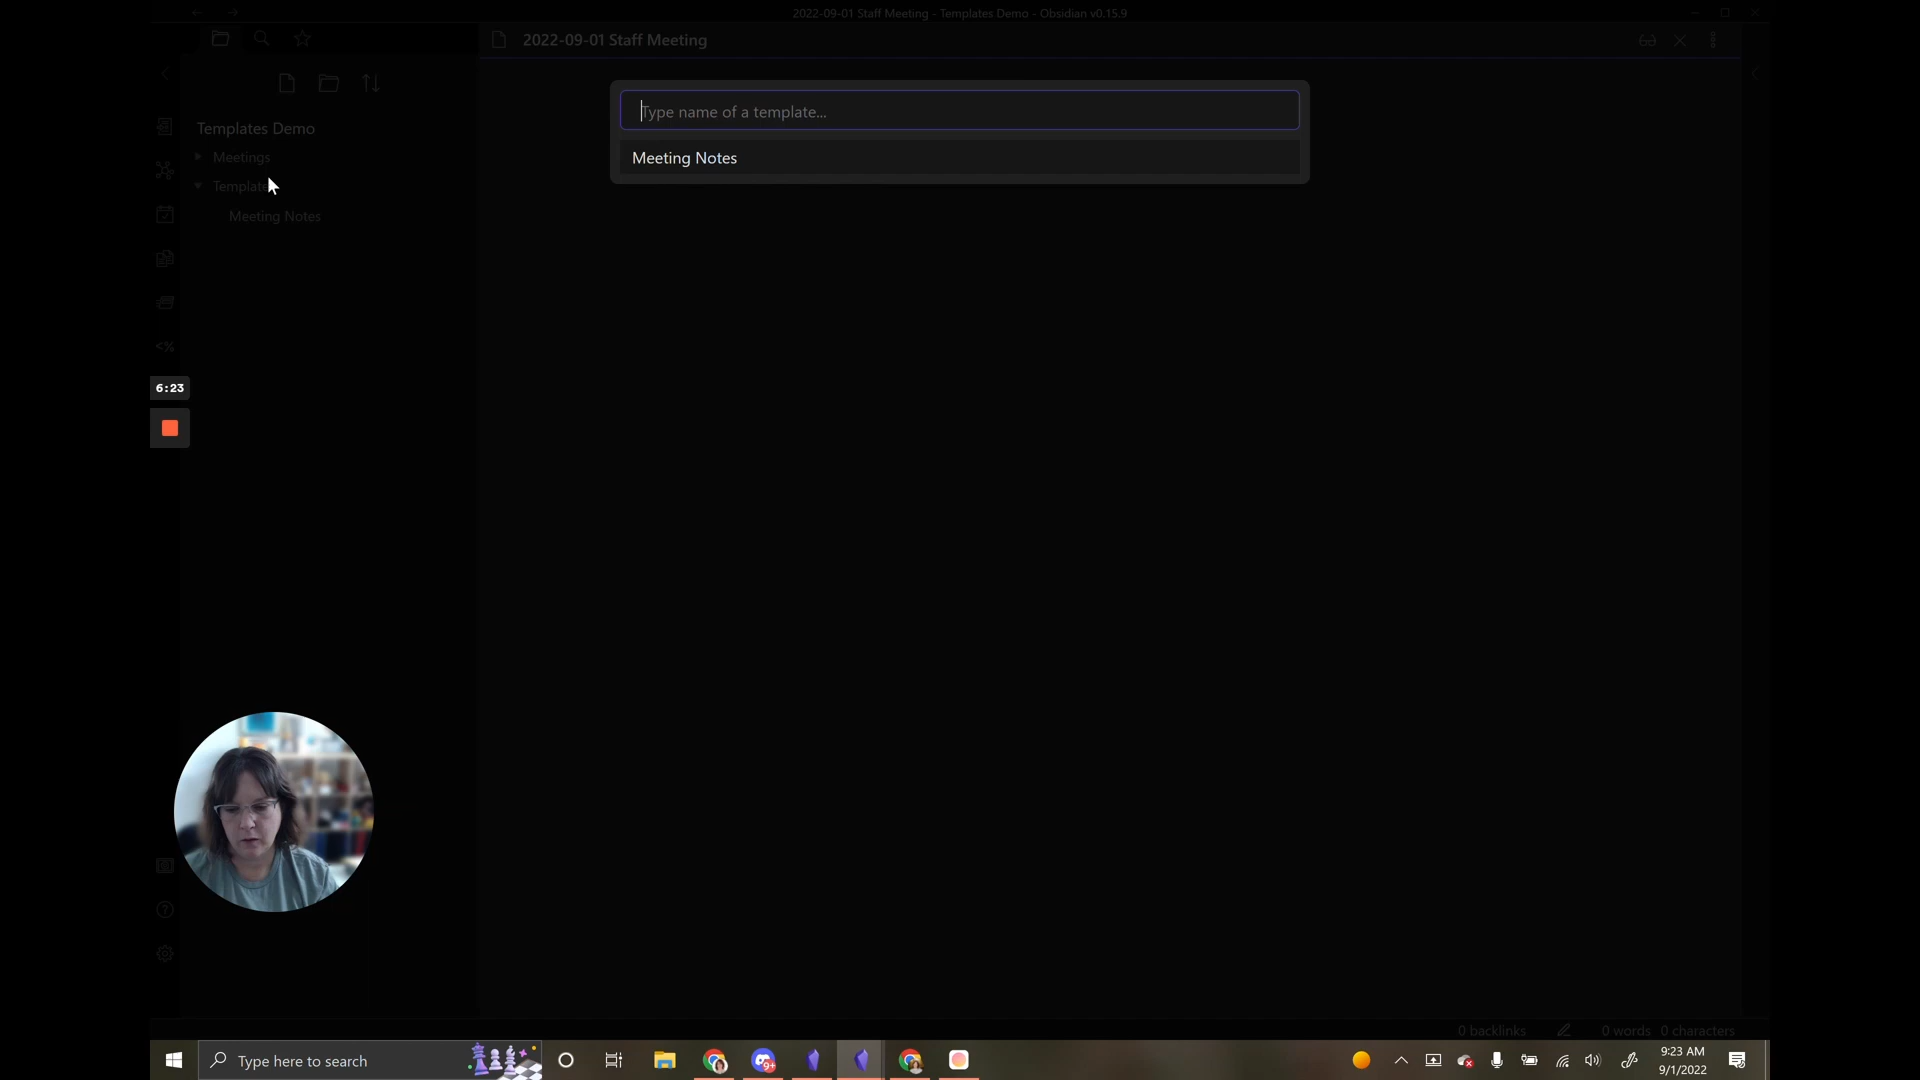 2022-09-01 Staff Meeting - Templates Demo - Obsidian v0.15.9
2022-09-01 Staff Meeting
Type name of a template...
Meeting Notes
Templates Demo
Meetings
Template
Meeting Notes
<%
6:23
0 backlinks
0 words
0 characters
Type here to search
9+
9:23 AM
9/1/2022